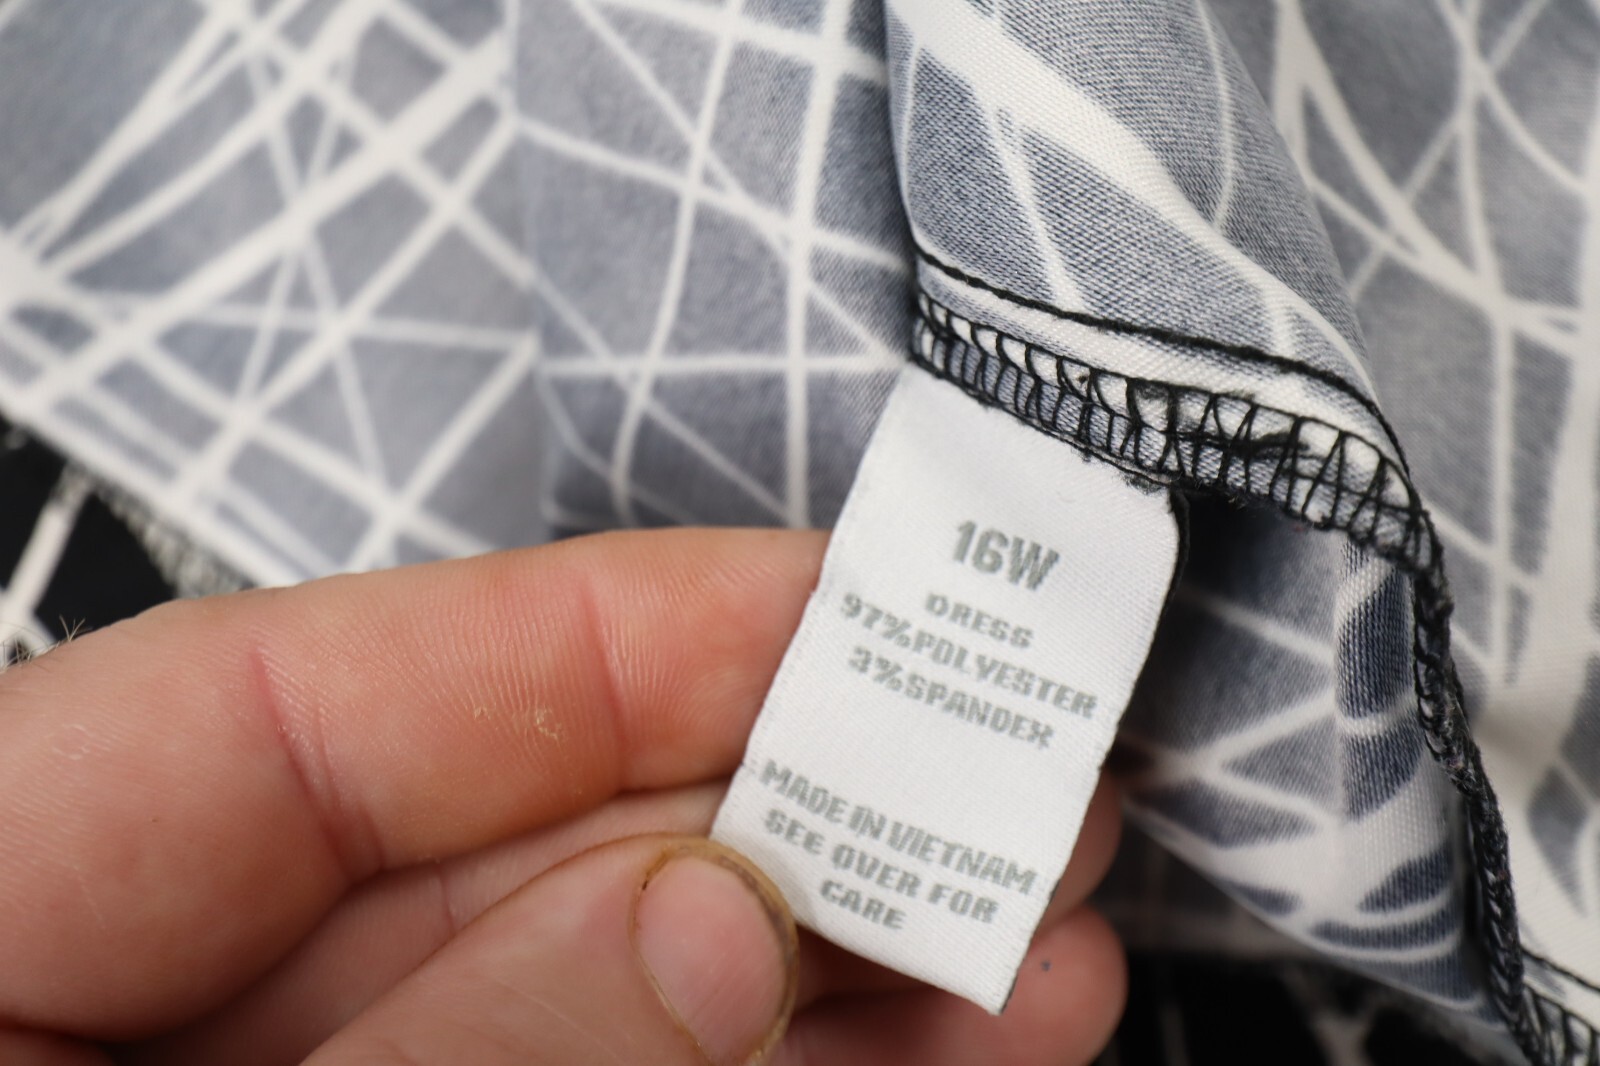 16W
DRESS
97%POLYESTER
3%SPANDEX
MADE IN VIETNAM
SEE OVER FOR
CARE